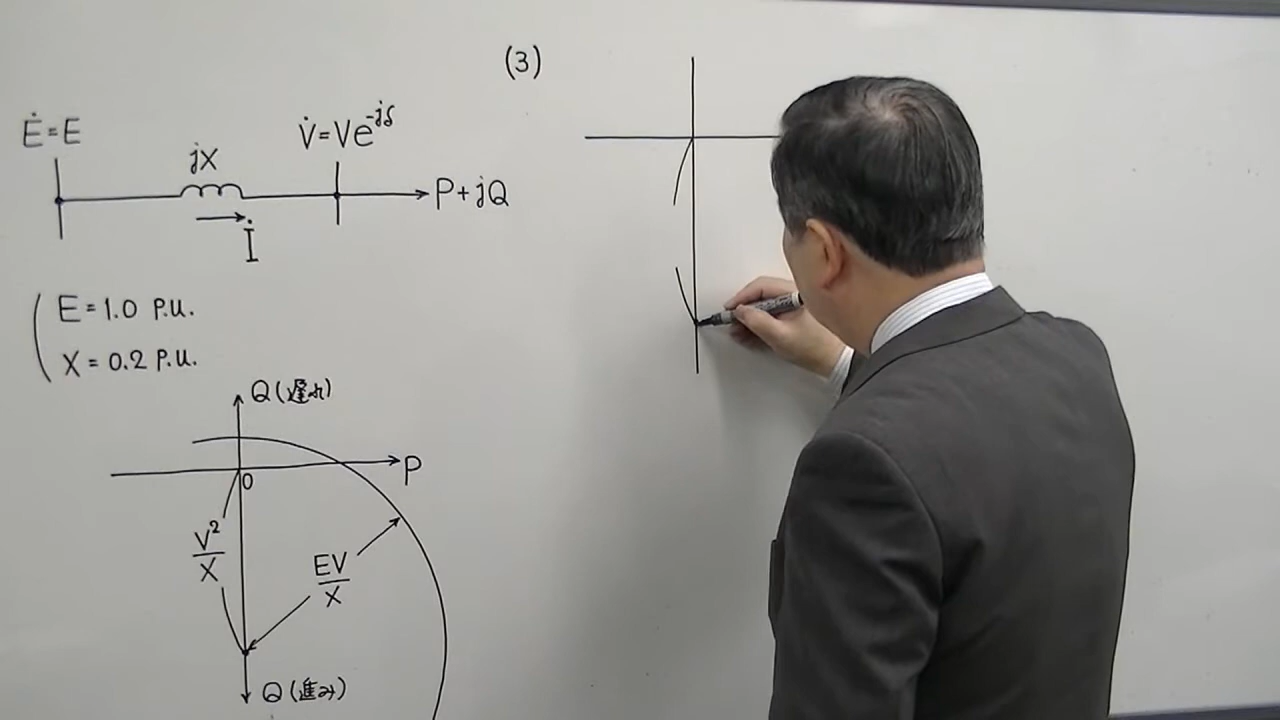 (3)
Ė=E
jX
V̇=Ve^-jδ
P+jQ
İ
E=1.0 P.U.
X=0.2 P.U.
Q(遅れ)
P
0
V²/X
EV/X
Q(進み)